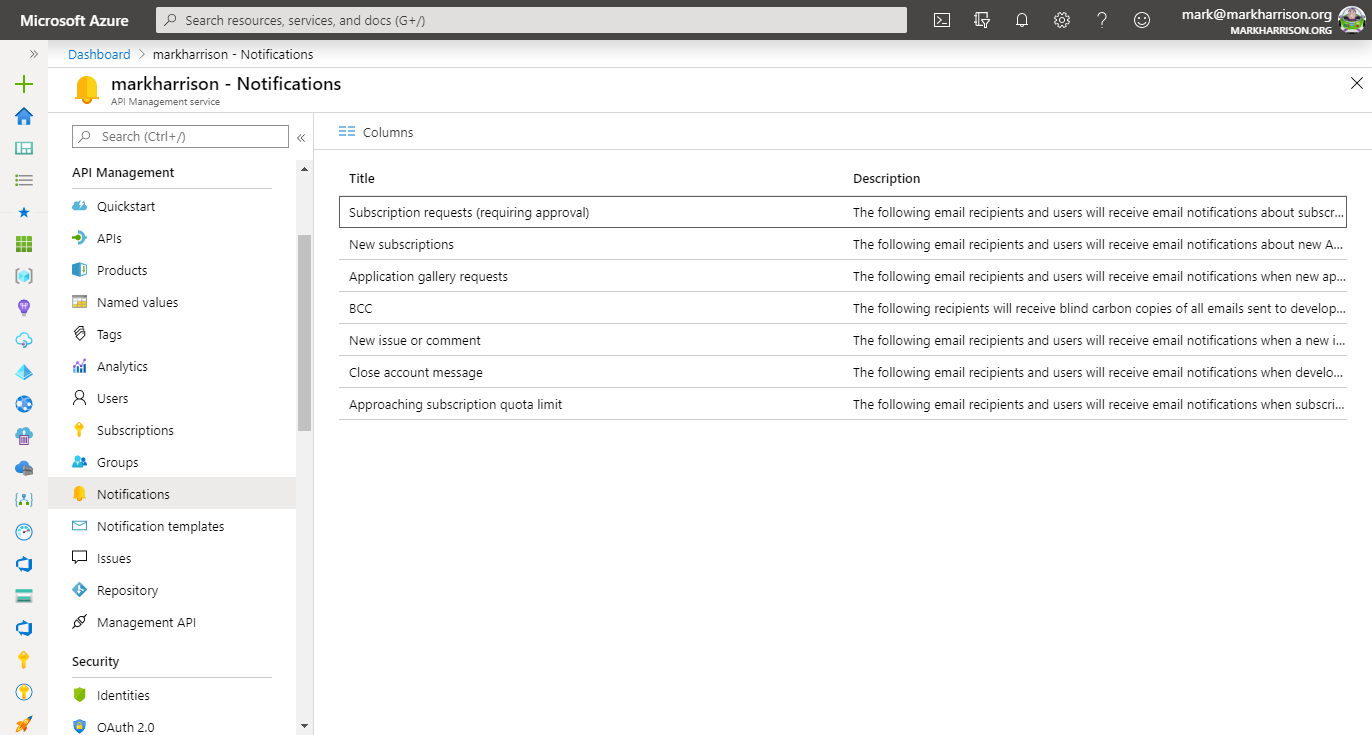 Microsoft Azure
Search resources, services, and docs (G+/)
mark@markharrison.org
MARKHARRISON.ORG
Dashboard > markharrison - Notifications
markharrison - Notifications
API Management service
Search (Ctrl+/)
Columns
API Management
Quickstart
APIs
Products
Named values
Tags
Analytics
Users
Subscriptions
Groups
Notifications
Notification templates
Issues
Repository
Management API
Security
Identities
OAuth 2.0
Title Description
Subscription requests (requiring approval) The following email recipients and users will receive email notifications about subscr...
New subscriptions The following email recipients and users will receive email notifications about new A...
Application gallery requests The following email recipients and users will receive email notifications when new ap...
BCC The following recipients will receive blind carbon copies of all emails sent to develop...
New issue or comment The following email recipients and users will receive email notifications when a new i...
Close account message The following email recipients and users will receive email notifications when develo...
Approaching subscription quota limit The following email recipients and users will receive email notifications when subscri...